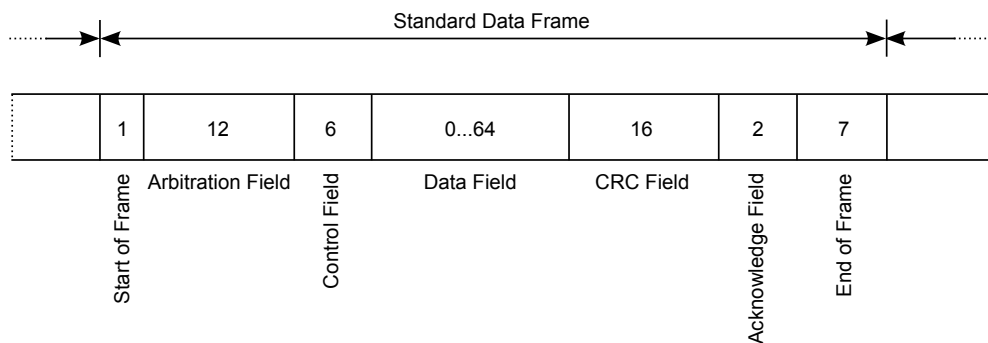 Standard Data Frame
1
12
6
0...64
16
2
7
Start of Frame
Arbitration Field
Control Field
Data Field
CRC Field
Acknowledge Field
End of Frame